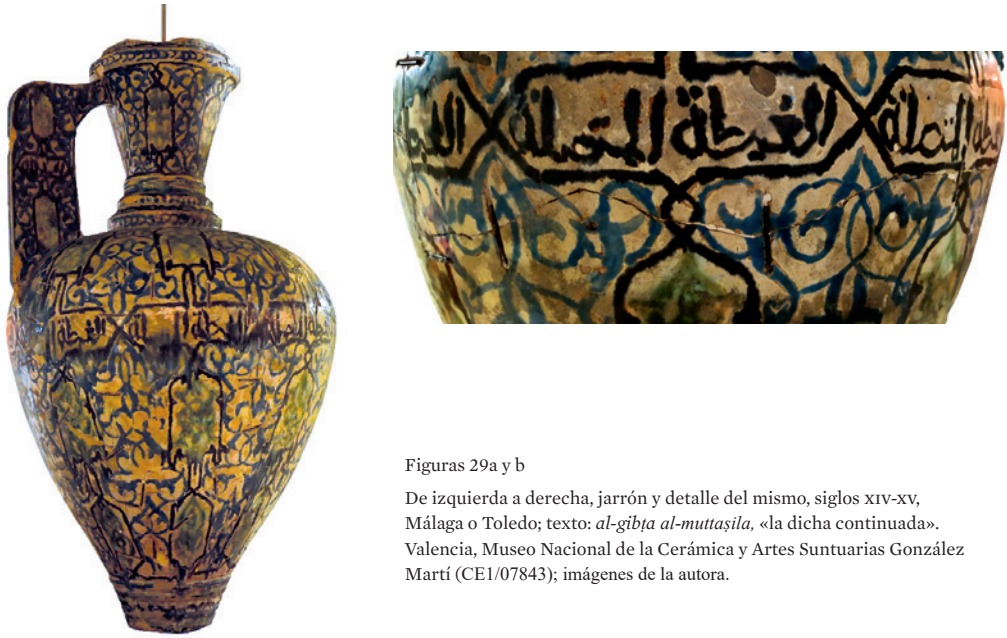 الغبطة المتصلة
Figuras 29a y b
De izquierda a derecha, jarrón y detalle del mismo, siglos XIV-XV,
Málaga o Toledo; texto: al-gibṭa al-muttaṣila, «la dicha continuada».
Valencia, Museo Nacional de la Cerámica y Artes Suntuarias González
Martí (CE1/07843); imágenes de la autora.